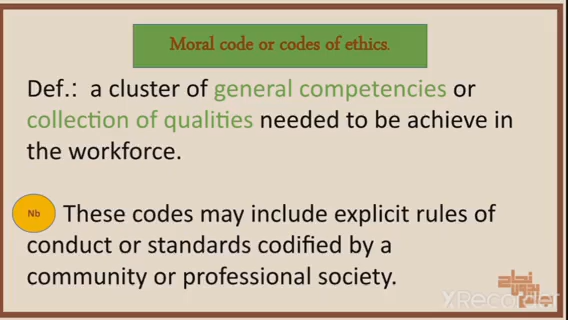 Moral code or codes of ethics.
Def.: a cluster of general competencies or
collection of qualities needed to be achieve in
the workforce.
Nb These codes may include explicit rules of
conduct or standards codified by a
community or professional society.
XRecorder